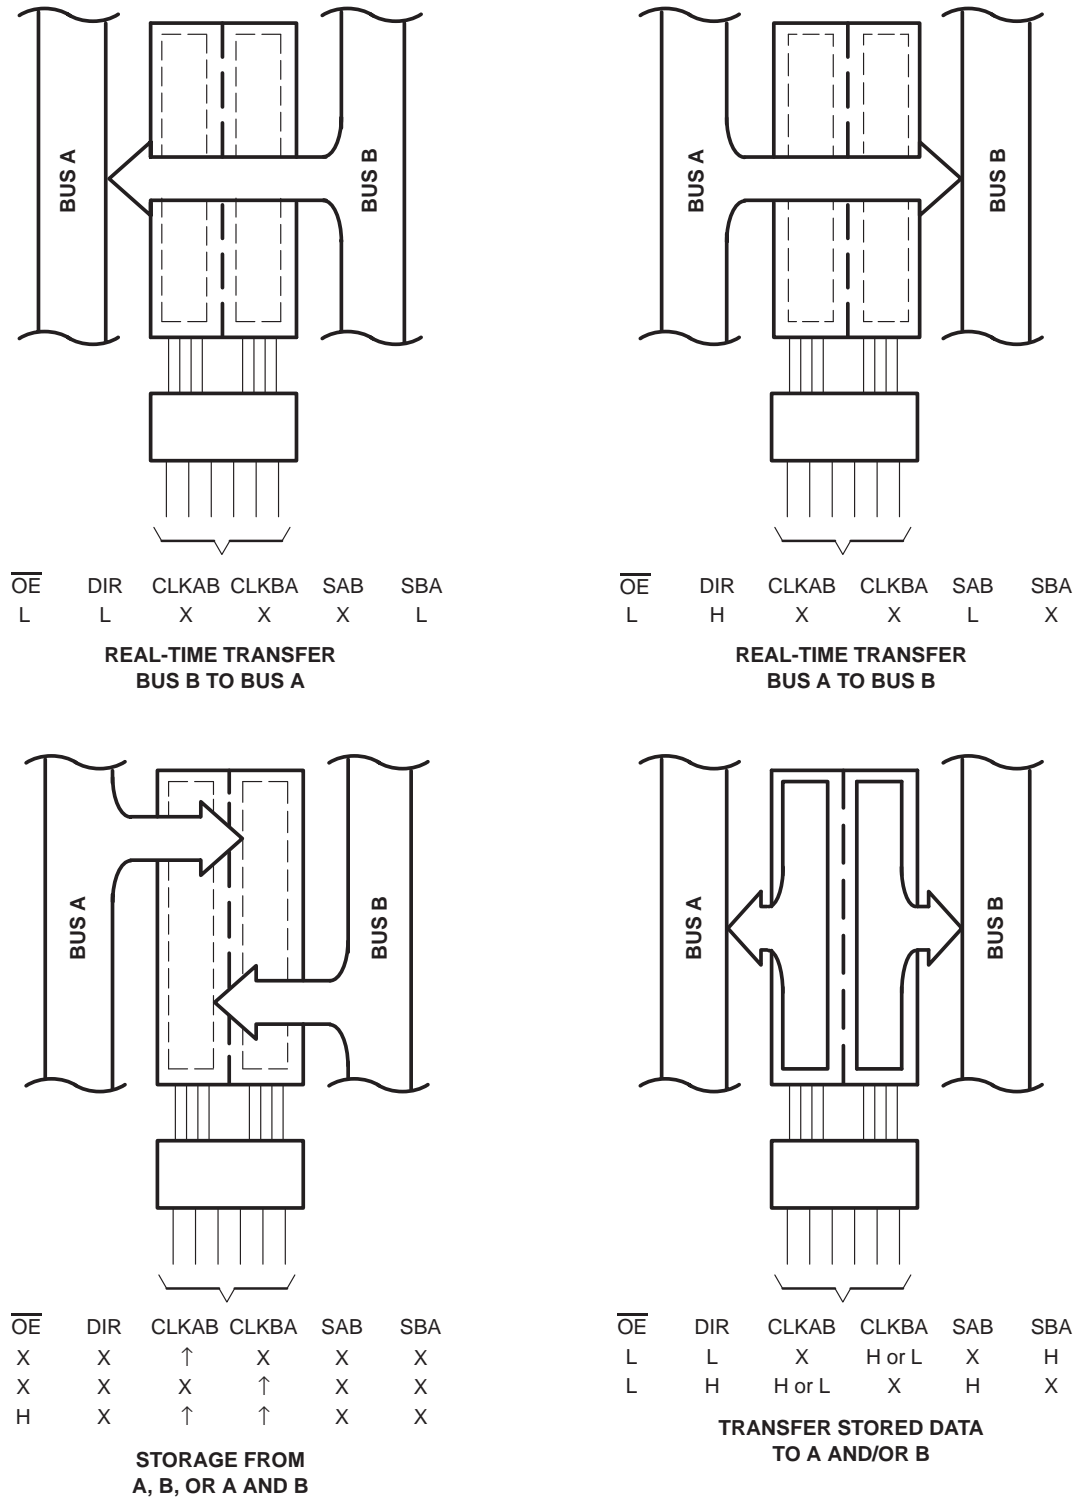 BUS A
BUS B
BUS A
BUS B
OE DIR CLKAB CLKBA SAB SBA
L L X X X L
REAL-TIME TRANSFER
BUS B TO BUS A
OE DIR CLKAB CLKBA SAB SBA
L H X X L X
REAL-TIME TRANSFER
BUS A TO BUS B
BUS A
BUS B
BUS A
BUS B
OE DIR CLKAB CLKBA SAB SBA
X X ↑ X X X
X X X ↑ X X
H X ↑ ↑ X X
STORAGE FROM
A, B, OR A AND B
OE DIR CLKAB CLKBA SAB SBA
L L X H or L X H
L H H or L X H X
TRANSFER STORED DATA
TO A AND/OR B